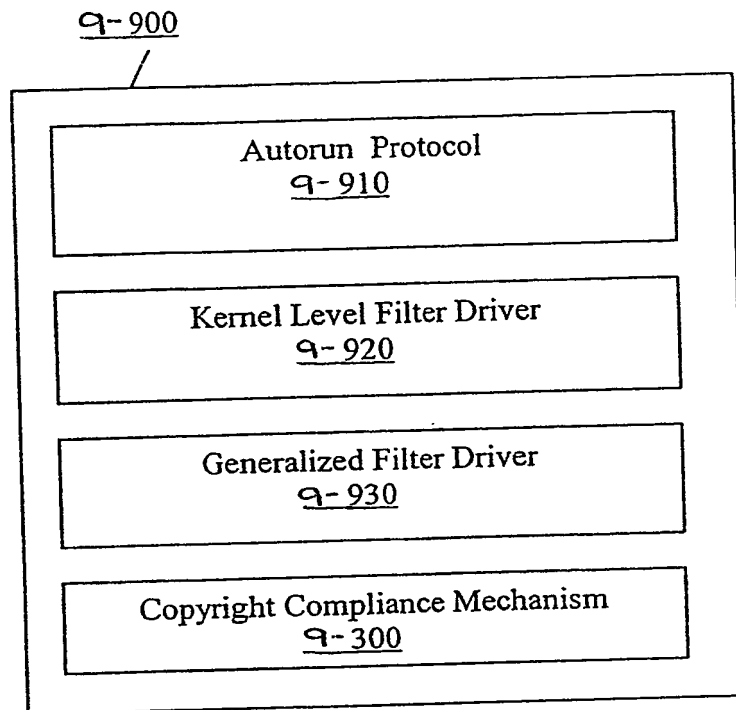 9-900
Autorun Protocol
9-910
Kernel Level Filter Driver
9-920
Generalized Filter Driver
9-930
Copyright Compliance Mechanism
9-300